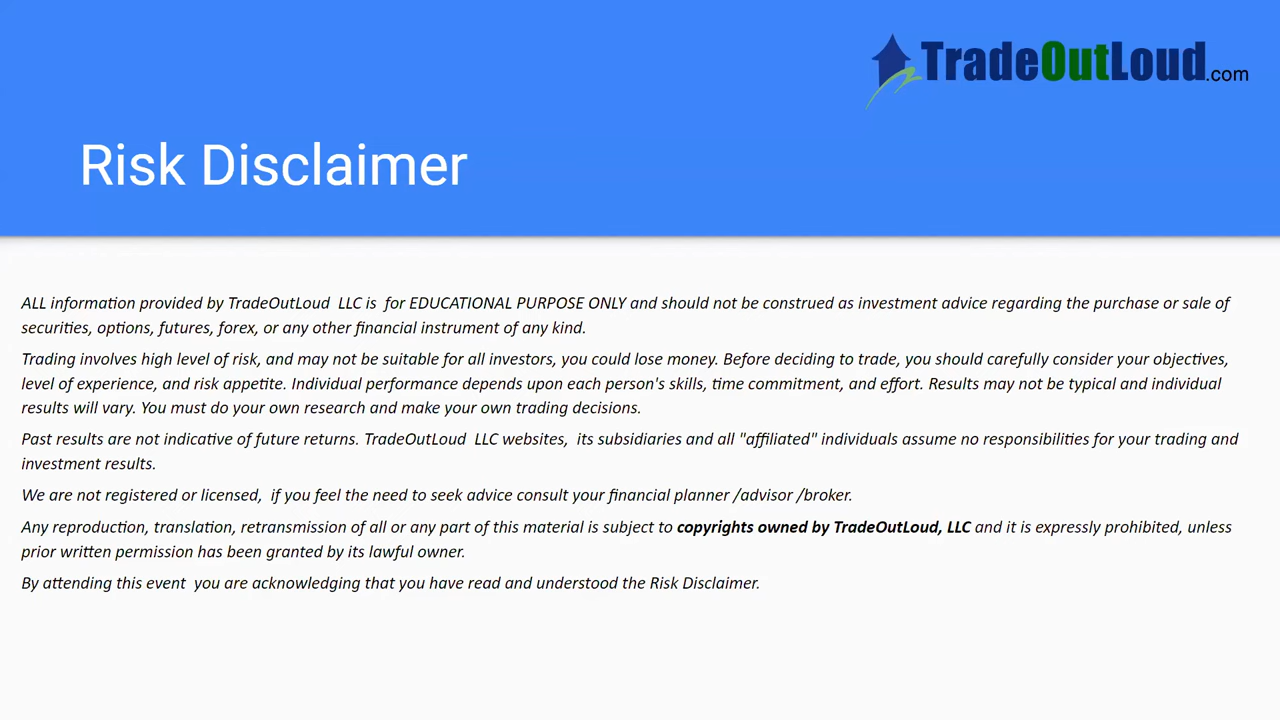 TradeOutLoud.com
Risk Disclaimer
ALL information provided by TradeOutLoud LLC is for EDUCATIONAL PURPOSE ONLY and should not be construed as investment advice regarding the purchase or sale of
securities, options, futures, forex, or any other financial instrument of any kind.
Trading involves high level of risk, and may not be suitable for all investors, you could lose money. Before deciding to trade, you should carefully consider your objectives,
level of experience, and risk appetite. Individual performance depends upon each person's skills, time commitment, and effort. Results may not be typical and individual
results will vary. You must do your own research and make your own trading decisions.
Past results are not indicative of future returns. TradeOutLoud LLC websites, its subsidiaries and all "affiliated" individuals assume no responsibilities for your trading and
investment results.
We are not registered or licensed, if you feel the need to seek advice consult your financial planner /advisor /broker.
Any reproduction, translation, retransmission of all or any part of this material is subject to copyrights owned by TradeOutLoud, LLC and it is expressly prohibited, unless
prior written permission has been granted by its lawful owner.
By attending this event you are acknowledging that you have read and understood the Risk Disclaimer.